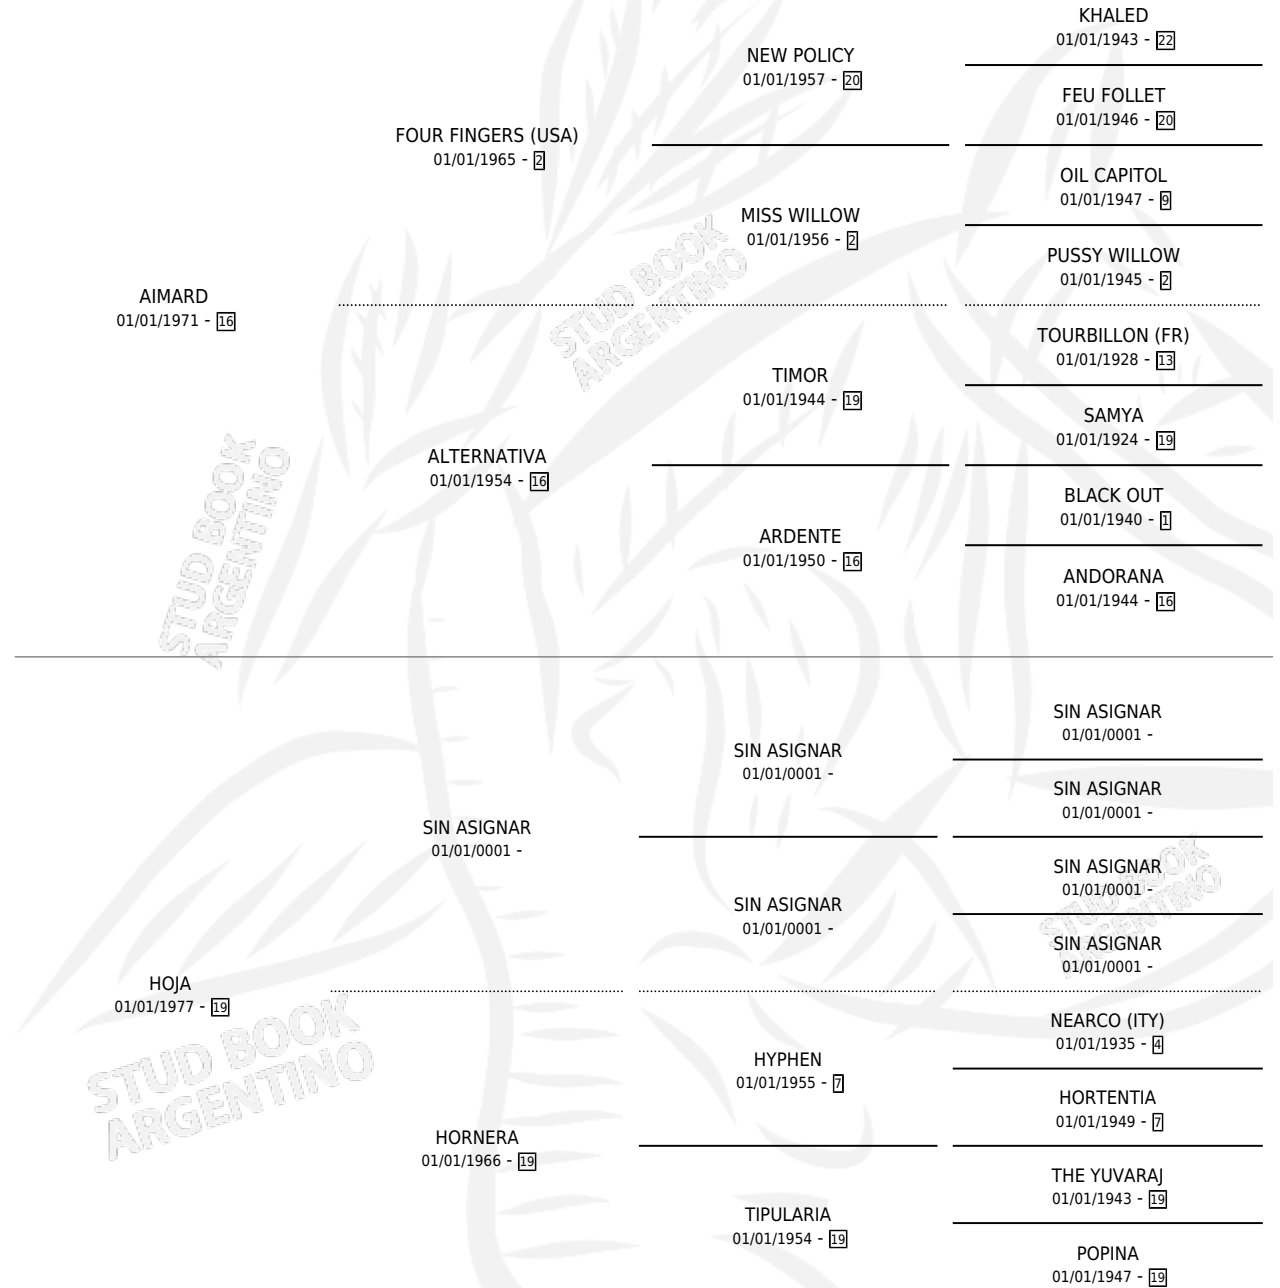 KHALED
01/01/1943 - 22
NEW POLICY
01/01/1957 - 20
FEU FOLLET
01/01/1946 - 20
FOUR FINGERS (USA)
01/01/1965 - 2
OIL CAPITOL
01/01/1947 - 9
MISS WILLOW
01/01/1956 - 2
PUSSY WILLOW
01/01/1945 - 2
STUD BOOK
ARGENTINO
AIMARD
01/01/1971 - 16
TOURBILLON (FR)
01/01/1928 - 13
TIMOR
01/01/1944 - 19
SAMYA
01/01/1924 - 19
ALTERNATIVA
01/01/1954 - 16
BLACK OUT
01/01/1940 - 1
ARDENTE
01/01/1950 - 16
ANDORANA
01/01/1944 - 16
STUD BOOK
ARGENTINO
SIN ASIGNAR
01/01/0001 -
SIN ASIGNAR
01/01/0001 -
SIN ASIGNAR
01/01/0001 -
SIN ASIGNAR
01/01/0001 -
SIN ASIGNAR
01/01/0001 -
SIN ASIGNAR
01/01/0001 -
SIN ASIGNAR
01/01/0001 -
STUD BOOK
ARGENTINO
HOJA
01/01/1977 - 19
NEARCO (ITY)
01/01/1935 - 4
HYPHEN
01/01/1955 - 7
HORTENTIA
01/01/1949 - 7
STUD BOOK
ARGENTINO
HORNERA
01/01/1966 - 19
THE YUVARAJ
01/01/1943 - 19
TIPULARIA
01/01/1954 - 19
POPINA
01/01/1947 - 19